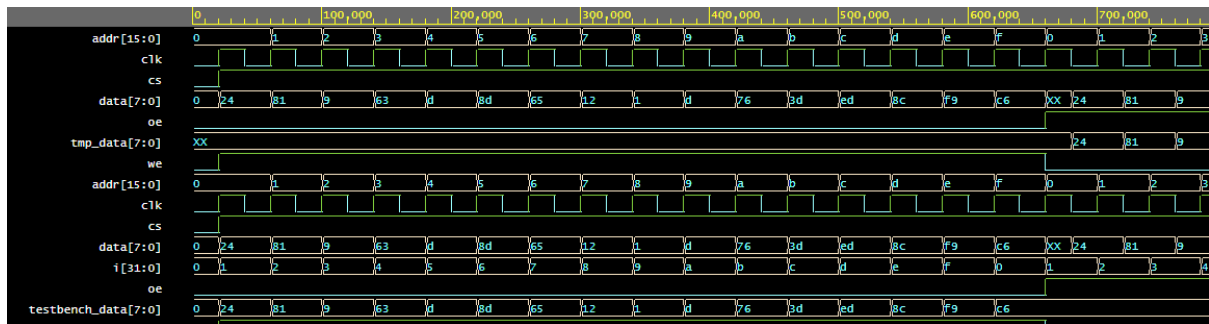 0 100,000 200,000 300,000 400,000 500,000 600,000 700,000
addr[15:0] 0 1 2 3 4 5 6 7 8 9 a b c d e f 0 1 2 3
clk
cs
data[7:0] 0 24 81 9 63 d 8d 65 12 1 d 76 3d ed 8c f9 c6 XX 24 81 9
oe
tmp_data[7:0] XX 24 81 9
we
addr[15:0] 0 1 2 3 4 5 6 7 8 9 a b c d e f 0 1 2 3
clk
cs
data[7:0] 0 24 81 9 63 d 8d 65 12 1 d 76 3d ed 8c f9 c6 XX 24 81 9
i[31:0] 0 1 2 3 4 5 6 7 8 9 a b c d e f 0 1 2 3 4
oe
testbench_data[7:0] 0 24 81 9 63 d 8d 65 12 1 d 76 3d ed 8c f9 c6